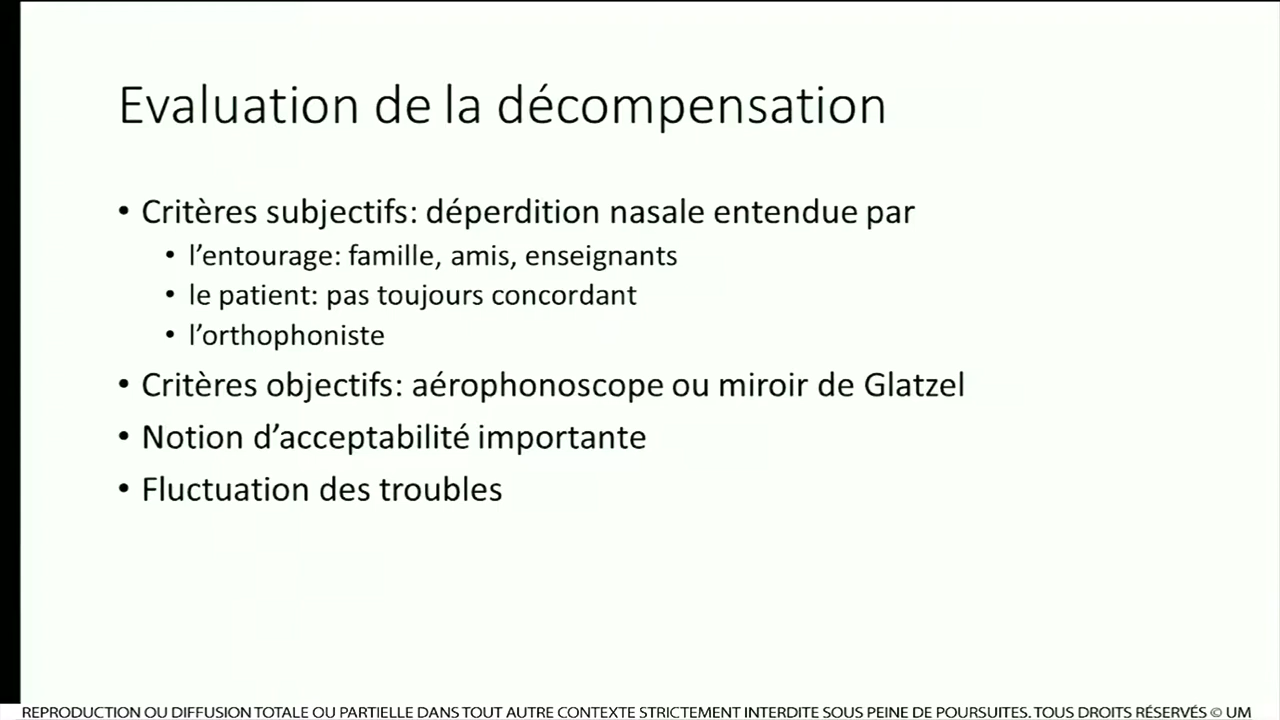 Evaluation de la décompensation
• Critères subjectifs: déperdition nasale entendue par
• l’entourage: famille, amis, enseignants
• le patient: pas toujours concordant
• l’orthophoniste
• Critères objectifs: aérophonoscope ou miroir de Glatzel
• Notion d’acceptabilité importante
• Fluctuation des troubles
REPRODUCTION OU DIFFUSION TOTALE OU PARTIELLE DANS TOUT AUTRE CONTEXTE STRICTEMENT INTERDITE SOUS PEINE DE POURSUITES. TOUS DROITS RÉSERVÉS © UM